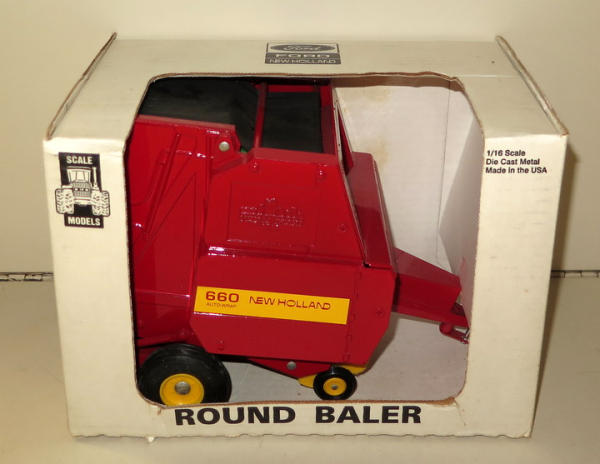 Ford
FORD
NEW HOLLAND
SCALE
MODELS
1/16 Scale
Die Cast Metal
Made in the USA
660 NEW HOLLAND
AUTO-WRAP
ROUND BALER